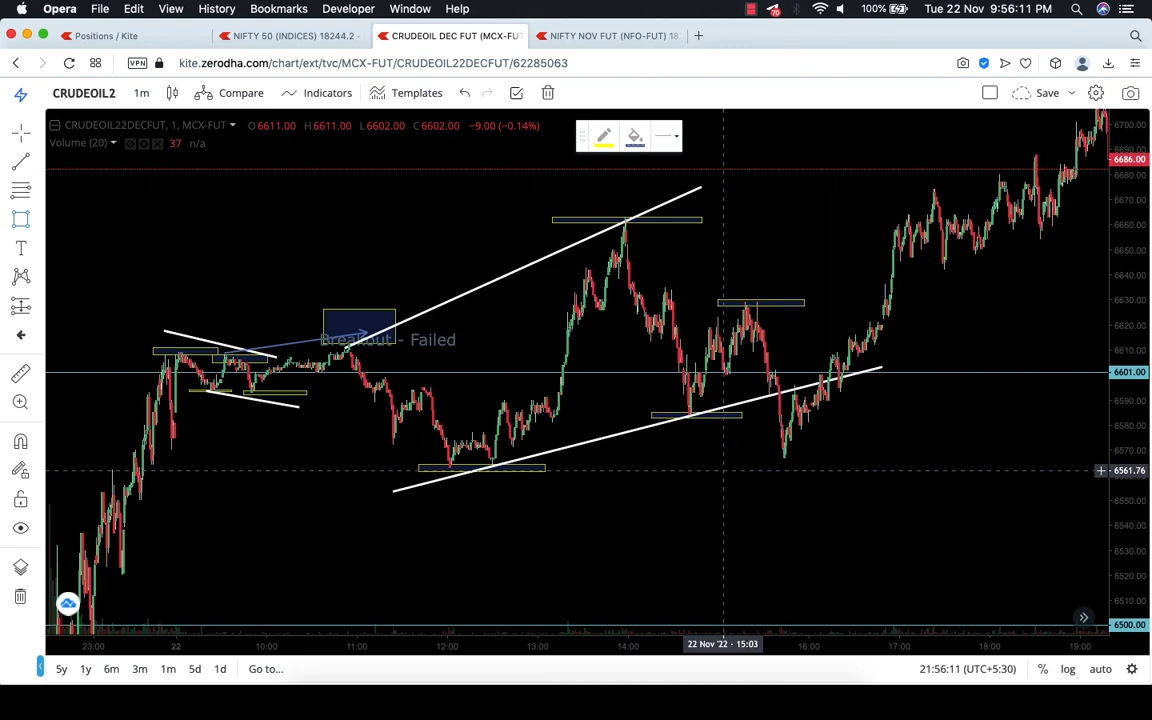 Opera File Edit View History Bookmarks Developer Window Help 20 100% Tue 22 Nov 9:56:11 PM
Positions / Kite NIFTY 50 (INDICES) 18244.2 - CRUDEOIL DEC FUT (MCX-FUT NIFTY NOV FUT (NFO-FUT) 18
VPN kite.zerodha.com/chart/ext/tvc/MCX-FUT/CRUDEOIL22DECFUT/62285063
CRUDEOIL2 1m Compare Indicators Templates Save
CRUDEOIL22DECFUT, 1, MCX-FUT O 6611.00 H 6611.00 L 6602.00 C 6602.00 −9.00 (−0.14%)
Volume (20) 37 n/a
6700.00
6690.00
6686.00
6680.00
6670.00
6660.00
6650.00
6640.00
6630.00
6620.00
Breakout - Failed
6610.00
6601.00
6590.00
6580.00
6570.00
6561.76
6550.00
6540.00
6530.00
6520.00
6510.00
6500.00
23:00 22 10:00 11:00 12:00 13:00 14:00 22 Nov '22 - 15:03 16:00 17:00 18:00 19:00
5y 1y 6m 3m 1m 5d 1d Go to... 21:56:11 (UTC+5:30) % log auto